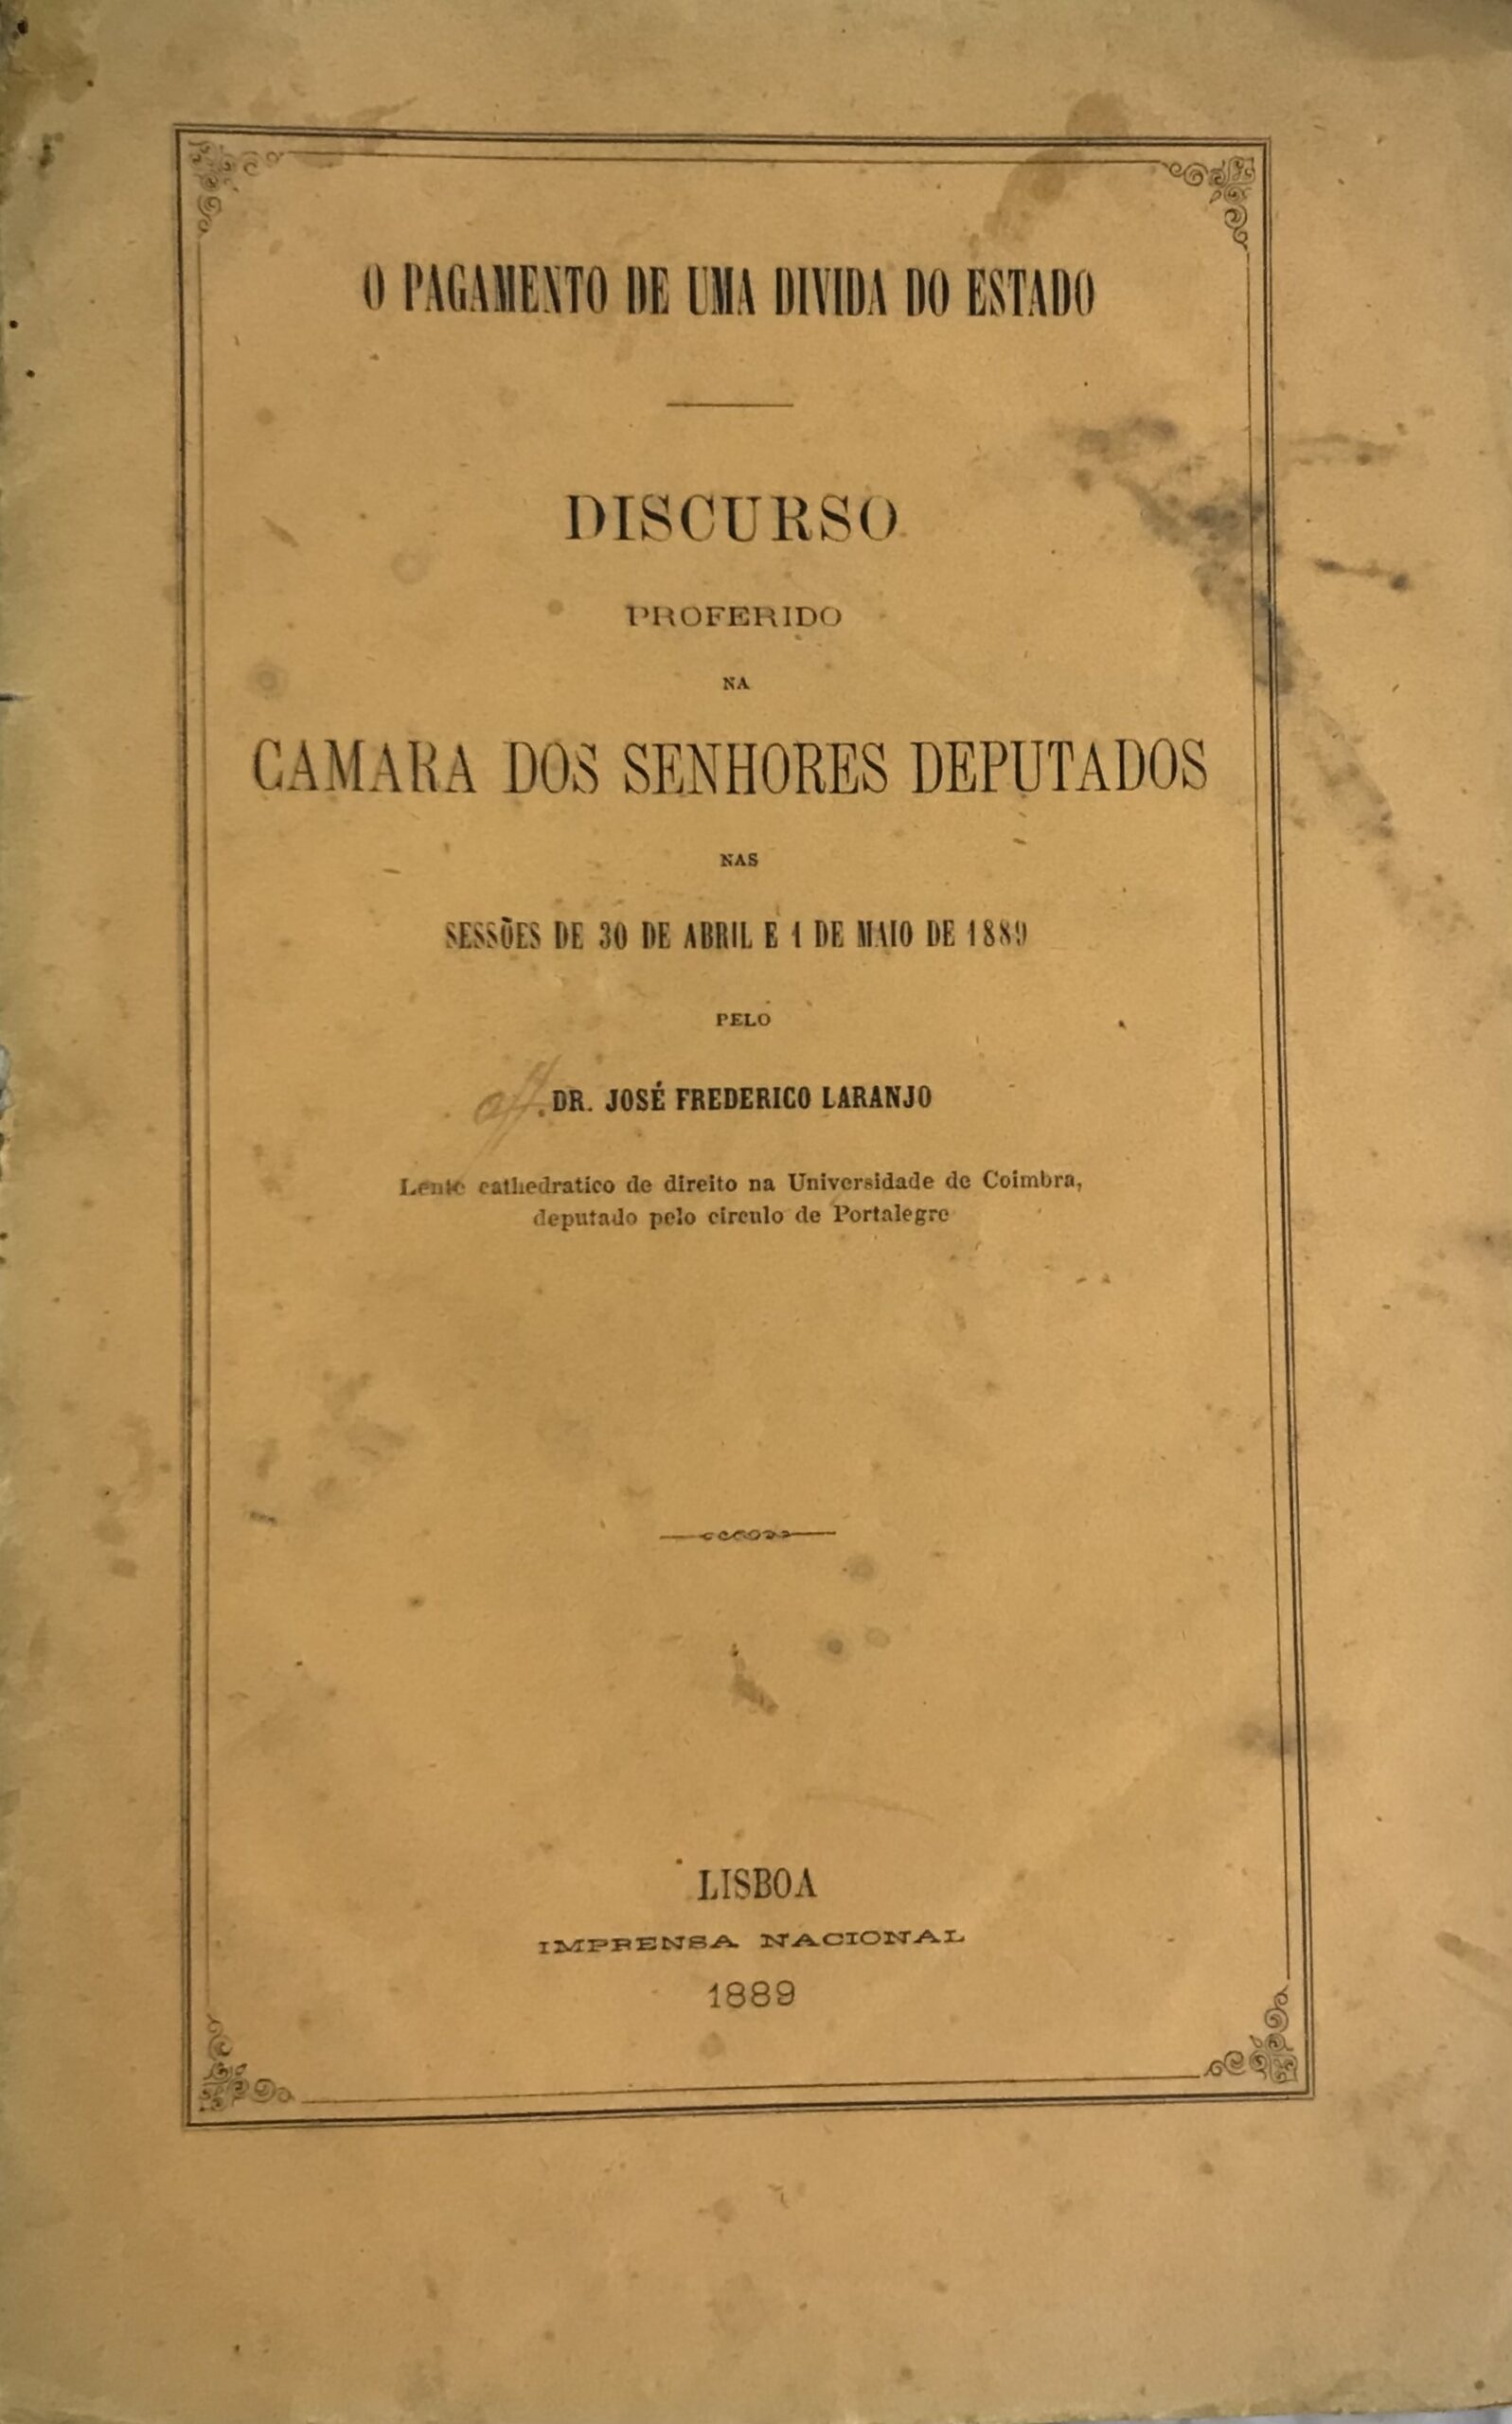 O PAGAMENTO DE UMA DIVIDA DO ESTADO
DISCURSO
PROFERIDO
NA
CAMARA DOS SENHORES DEPUTADOS
NAS
SESSÕES DE 30 DE ABRIL E 1 DE MAIO DE 1889
PELO
DR. JOSÉ FREDERICO LARANJO
Lente cathedratico de direito na Universidade de Coimbra,
deputado pelo circulo de Portalegre
LISBOA
IMPRENSA NACIONAL
1889